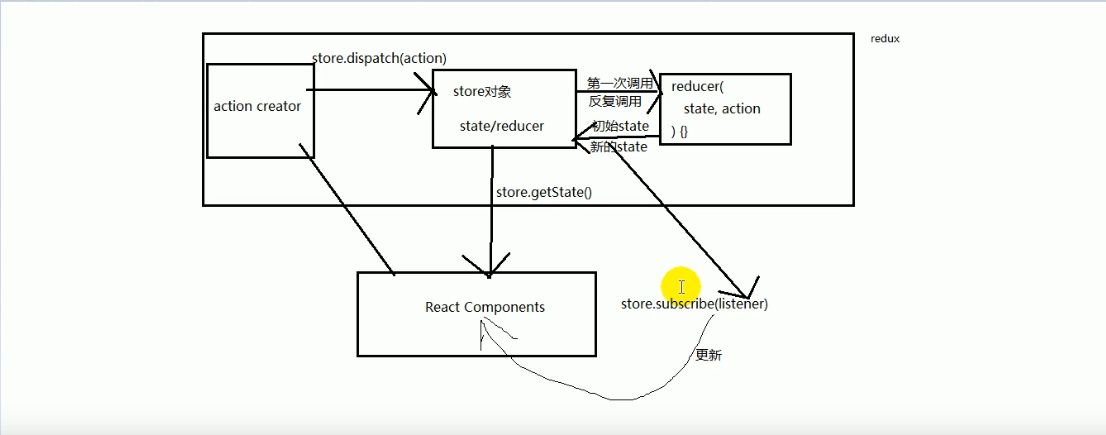 redux
store.dispatch(action)
action creator
store对象
state/reducer
第一次调用
反复调用
初始state
新的state
reducer(
state, action
) {}
store.getState()
React Components
store.subscribe(listener)
更新